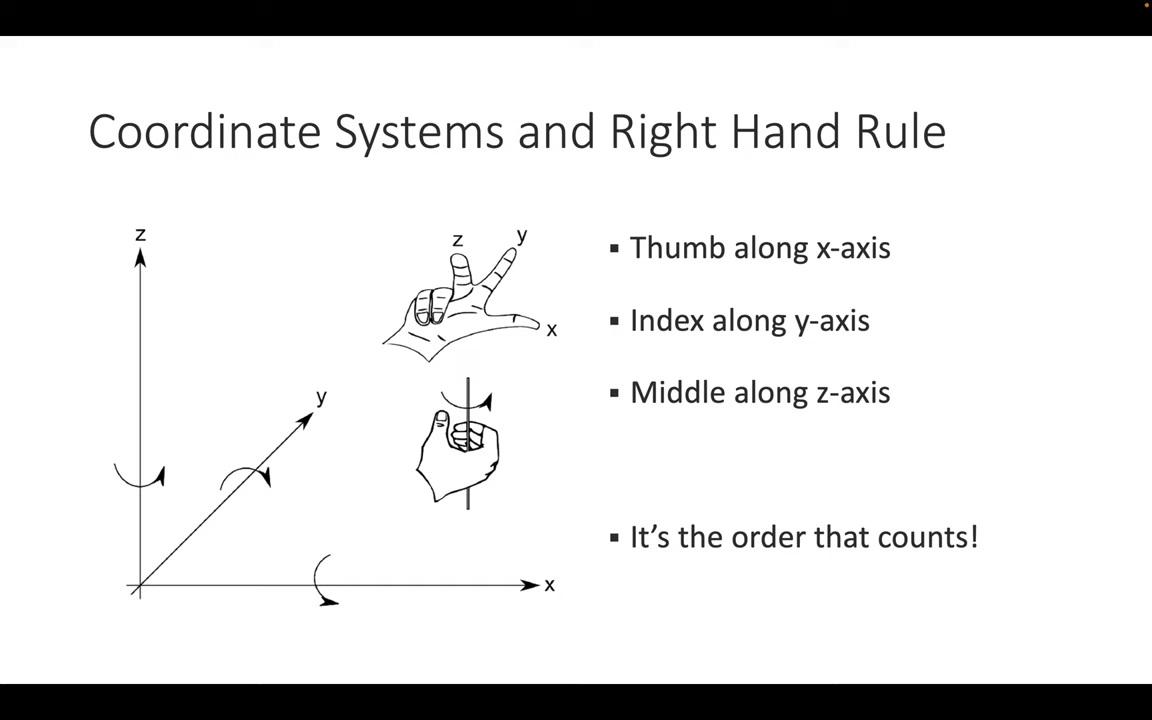 Coordinate Systems and Right Hand Rule
z
y
x
z
y
x
▪ Thumb along x-axis
▪ Index along y-axis
▪ Middle along z-axis
▪ It's the order that counts!